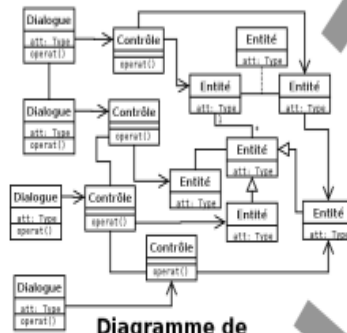 Dialogue
att: Type
operat()
Contrôle
operat()
Entité
att: Type
Entité
att: Type
Entité
att: Type
Dialogue
att: Type
operat()
Contrôle
operat()
Entité
att: Type
*
Entité
att: Type
Dialogue
att: Type
operat()
Contrôle
operat()
Entité
att: Type
Entité
att: Type
Contrôle
operat()
Dialogue
att: Type
operat()
Diagramme de